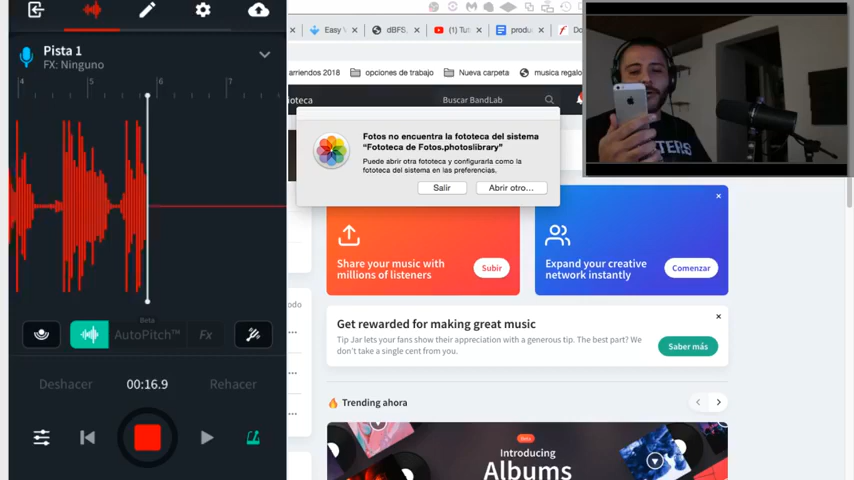 Pista 1
FX: Ninguno
4 5 6 7
Beta
AutoPitch™ Fx
Deshacer 00:16.9 Rehacer
Easy V dBFS. (1) Tuto produ Do
arriendos 2018 opciones de trabajo Nueva carpeta musica regalo
ioteca Buscar BandLab
Fotos no encuentra la fototeca del sistema
“Fototeca de Fotos.photoslibrary”
Puede abrir otra fototeca y configurarla como la
fototeca del sistema en las preferencias.
Salir Abrir otro...
Share your music with
millions of listeners
Subir
Expand your creative
network instantly
Comenzar
odo
Get rewarded for making great music
Tip Jar lets your fans show their appreciation with a generous tip. The best part? We
don't take a single cent from you.
Saber más
Trending ahora
Introducing
Albums